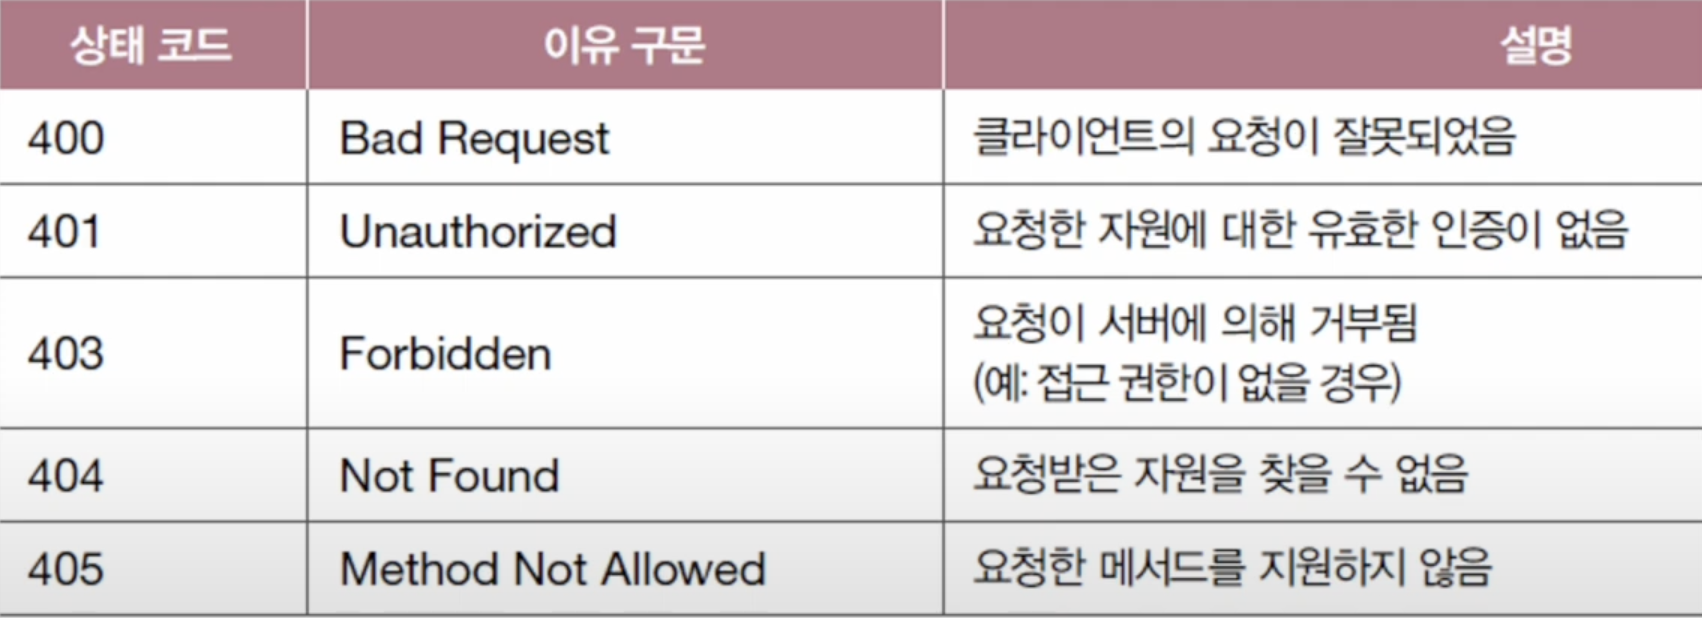 상태 코드 이유 구문 설명
400 Bad Request 클라이언트의 요청이 잘못되었음
401 Unauthorized 요청한 자원에 대한 유효한 인증이 없음
403 Forbidden 요청이 서버에 의해 거부됨
(예: 접근 권한이 없을 경우)
404 Not Found 요청받은 자원을 찾을 수 없음
405 Method Not Allowed 요청한 메서드를 지원하지 않음